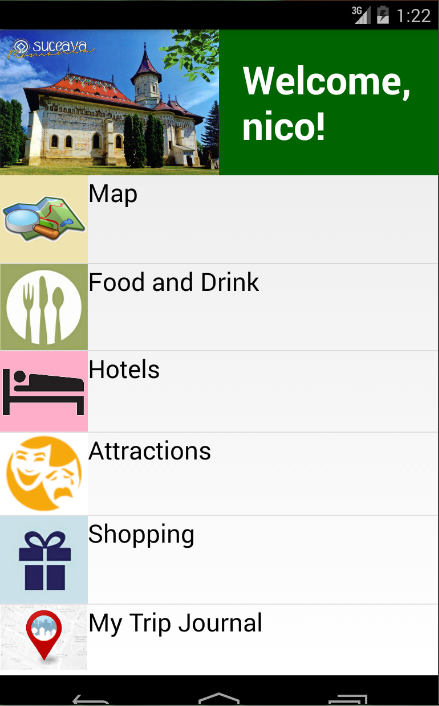 3G 1:22
suceava
Welcome,
nico!
Map
Food and Drink
Hotels
Attractions
Shopping
My Trip Journal